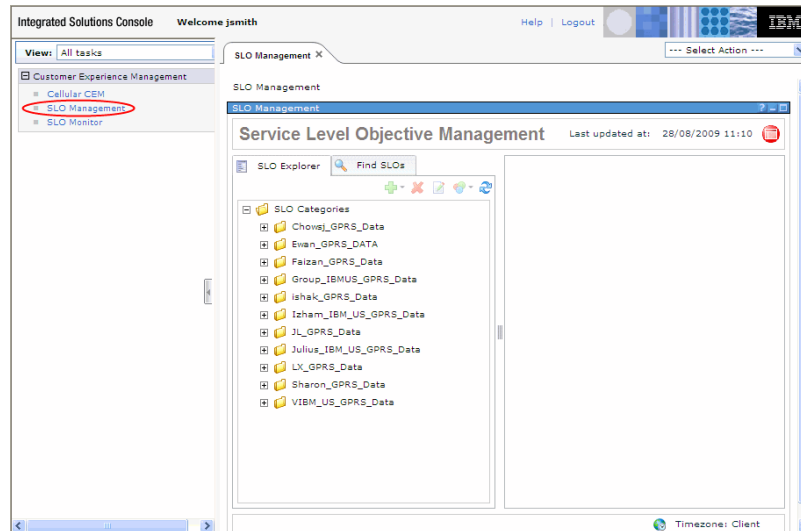 Integrated Solutions Console Welcome jsmith Help | Logout IBM
View: All tasks
SLO Management X
--- Select Action ---
Customer Experience Management
Cellular CEM
SLO Management
SLO Monitor
SLO Management
SLO Management
Service Level Objective Management Last updated at: 28/08/2009 11:10
SLO Explorer Find SLOs
SLO Categories
Chowsj_GPRS_Data
Ewan_GPRS_DATA
Faizan_GPRS_Data
Group_IBMUS_GPRS_Data
ishak_GPRS_Data
Izham_IBM_US_GPRS_Data
JL_GPRS_Data
Julius_IBM_US_GPRS_Data
LX_GPRS_Data
Sharon_GPRS_Data
VIBM_US_GPRS_Data
Timezone: Client